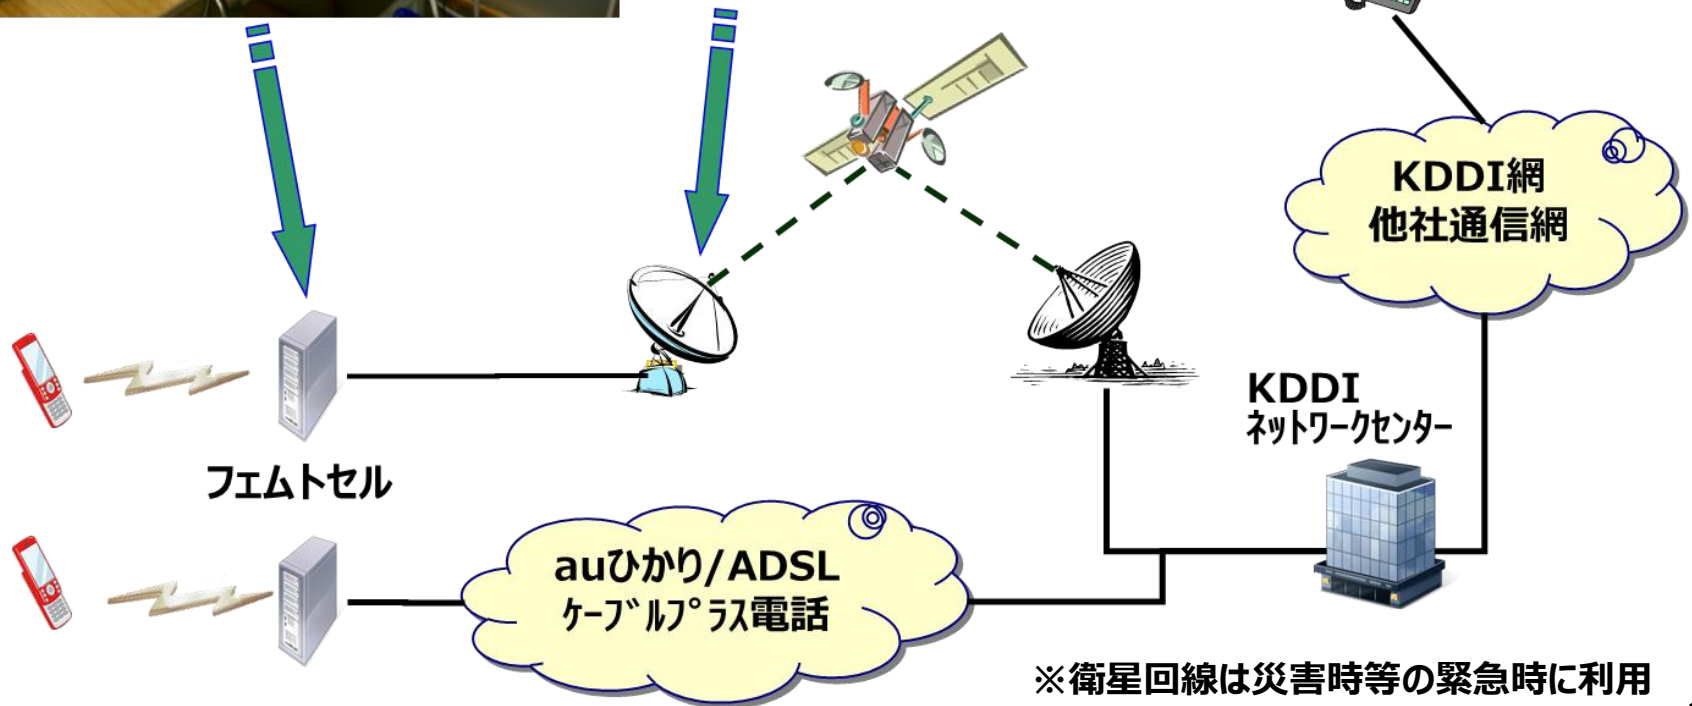 KDDI網
他社通信網
KDDI
ﾈｯﾄﾜｰｸｾﾝﾀｰ
フェムトセル
auひかり/ADSL
ｹｰﾌﾞﾙﾌﾟﾗｽ電話
※衛星回線は災害時等の緊急時に利用